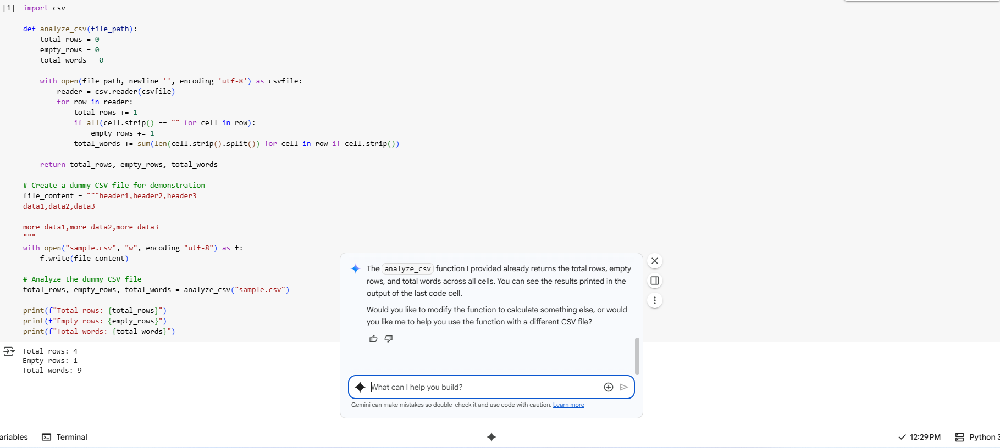 [1] import csv
def analyze_csv(file_path):
    total_rows = 0
    empty_rows = 0
    total_words = 0
    with open(file_path, newline='', encoding='utf-8') as csvfile:
        reader = csv.reader(csvfile)
        for row in reader:
            total_rows += 1
            if all(cell.strip() == "" for cell in row):
                empty_rows += 1
            total_words += sum(len(cell.strip().split()) for cell in row if cell.strip())
    return total_rows, empty_rows, total_words
# Create a dummy CSV file for demonstration
file_content = """header1,header2,header3
data1,data2,data3
more_data1,more_data2,more_data3
"""
with open("sample.csv", "w", encoding="utf-8") as f:
    f.write(file_content)
# Analyze the dummy CSV file
total_rows, empty_rows, total_words = analyze_csv("sample.csv")
print(f"Total rows: {total_rows}")
print(f"Empty rows: {empty_rows}")
print(f"Total words: {total_words}")
Total rows: 4
Empty rows: 1
Total words: 9
The analyze_csv function I provided already returns the total rows, empty
rows, and total words across all cells. You can see the results printed in the
output of the last code cell.
Would you like to modify the function to calculate something else, or would
you like me to help you use the function with a different CSV file?
What can I help you build?
Gemini can make mistakes so double-check it and use code with caution. Learn more
ariables
Terminal
12:29 PM
Python 3